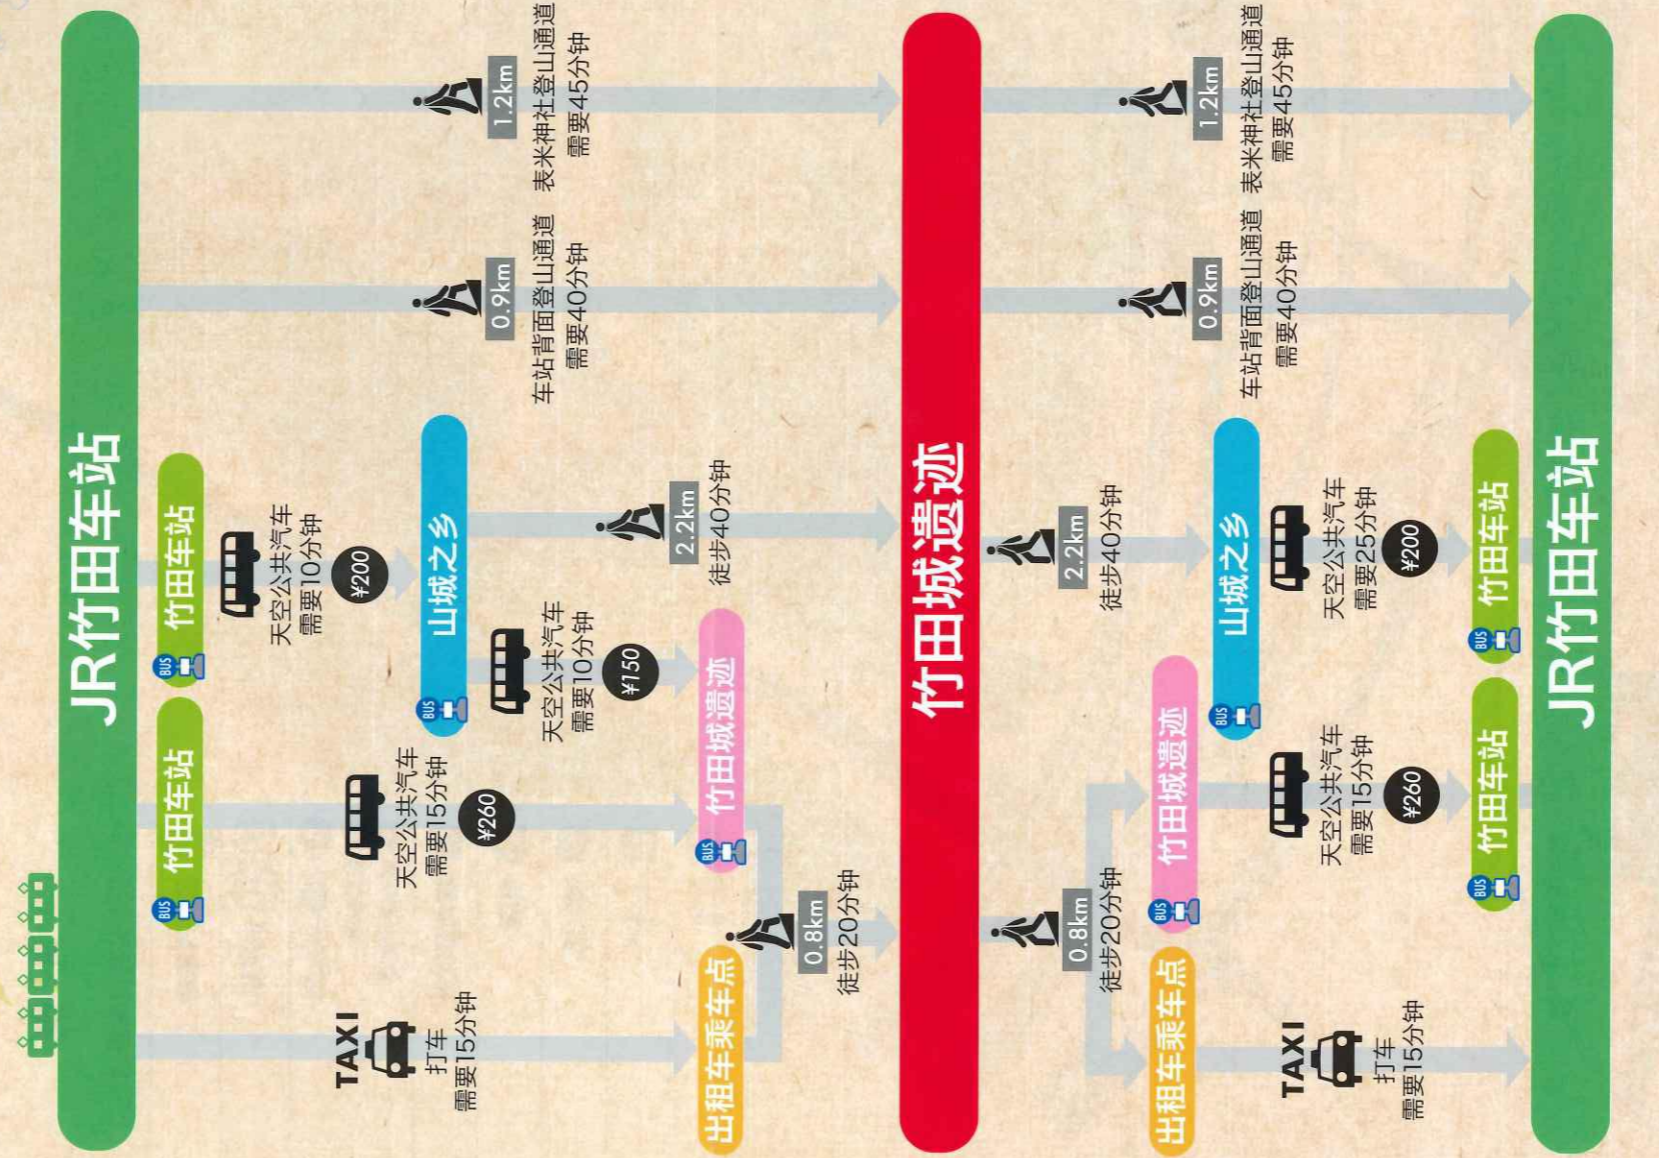 JR竹田车站
BUS
竹田车站
BUS
竹田车站
TAXI
打车
需要15分钟
天空公共汽车
需要15分钟
¥260
天空公共汽车
需要10分钟
¥200
BUS
山城之乡
天空公共汽车
需要10分钟
¥150
0.9km
车站背面登山通道
需要40分钟
1.2km
表米神社登山通道
需要45分钟
2.2km
徒步40分钟
出租车乘车点
BUS
竹田城遗迹
0.8km
徒步20分钟
竹田城遗迹
0.8km
徒步20分钟
2.2km
徒步40分钟
0.9km
车站背面登山通道
需要40分钟
1.2km
表米神社登山通道
需要45分钟
出租车乘车点
BUS
竹田城遗迹
BUS
山城之乡
TAXI
打车
需要15分钟
天空公共汽车
需要15分钟
¥260
天空公共汽车
需要25分钟
¥200
BUS
竹田车站
BUS
竹田车站
JR竹田车站